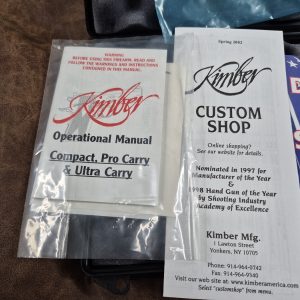 WARNING
BEFORE USING THIS FIREARM, READ AND
FOLLOW THE WARNINGS AND INSTRUCTIONS
CONTAINED IN THIS MANUAL.
Kimber
Operational Manual
Compact, Pro Carry
& Ultra Carry
Spring 2002
Kimber
CUSTOM
SHOP
Online shopping?
See our website for details.
Nominated in 1997 for
Manufacturer of the Year
&
1998 Hand Gun of the Year
By Shooting Industry
Academy of Excellence
Kimber Mfg.
1 Lawton Street
Yonkers, NY 10705
Phone: 914-964-0742
Fax: 914-964-9340
Visit our web site at: www.kimberamerica.com
Select "customshop" from menu.